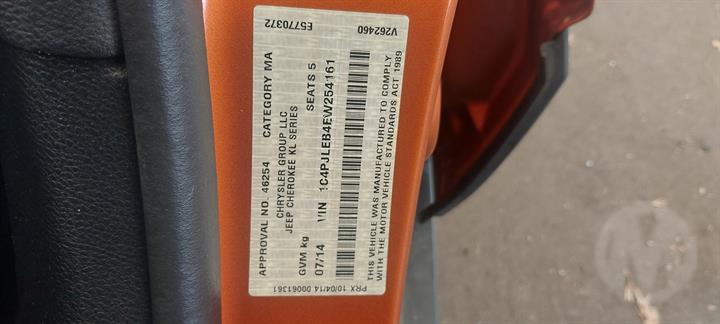 V262460
E5770372
APPROVAL NO. 46254 CATEGORY MA
CHRYSLER GROUP LLC
JEEP CHEROKEE KL SERIES
GVM kg SEATS 5
07/14
VIN 1C4PJLEB4EW254161
THIS VEHICLE WAS MANUFACTURED TO COMPLY
WITH THE MOTOR VEHICLE STANDARDS ACT 1989
PRX 10/04/14 00061361